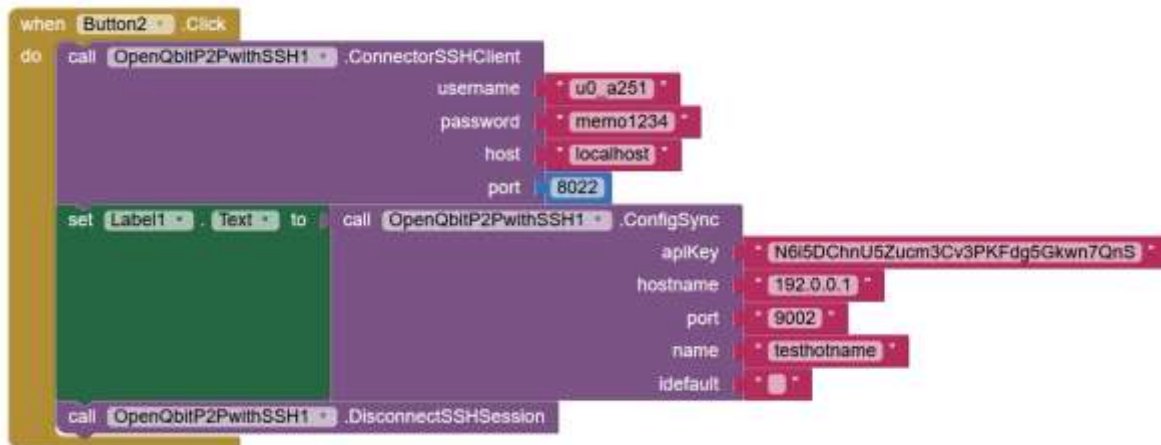 when Button2 .Click
do call OpenQbitP2PwithSSH1 .ConnectorSSHClient
username " u0_a251 "
password " memo1234 "
host " localhost "
port 8022
set Label1 . Text to call OpenQbitP2PwithSSH1 .ConfigSync
apiKey " N6i5DChnU5Zucm3Cv3PKFdg5Gkwn7QnS "
hostname " 192.0.0.1 "
port " 9002 "
name " testhotname "
idefault " "
call OpenQbitP2PwithSSH1 .DisconnectSSHSession